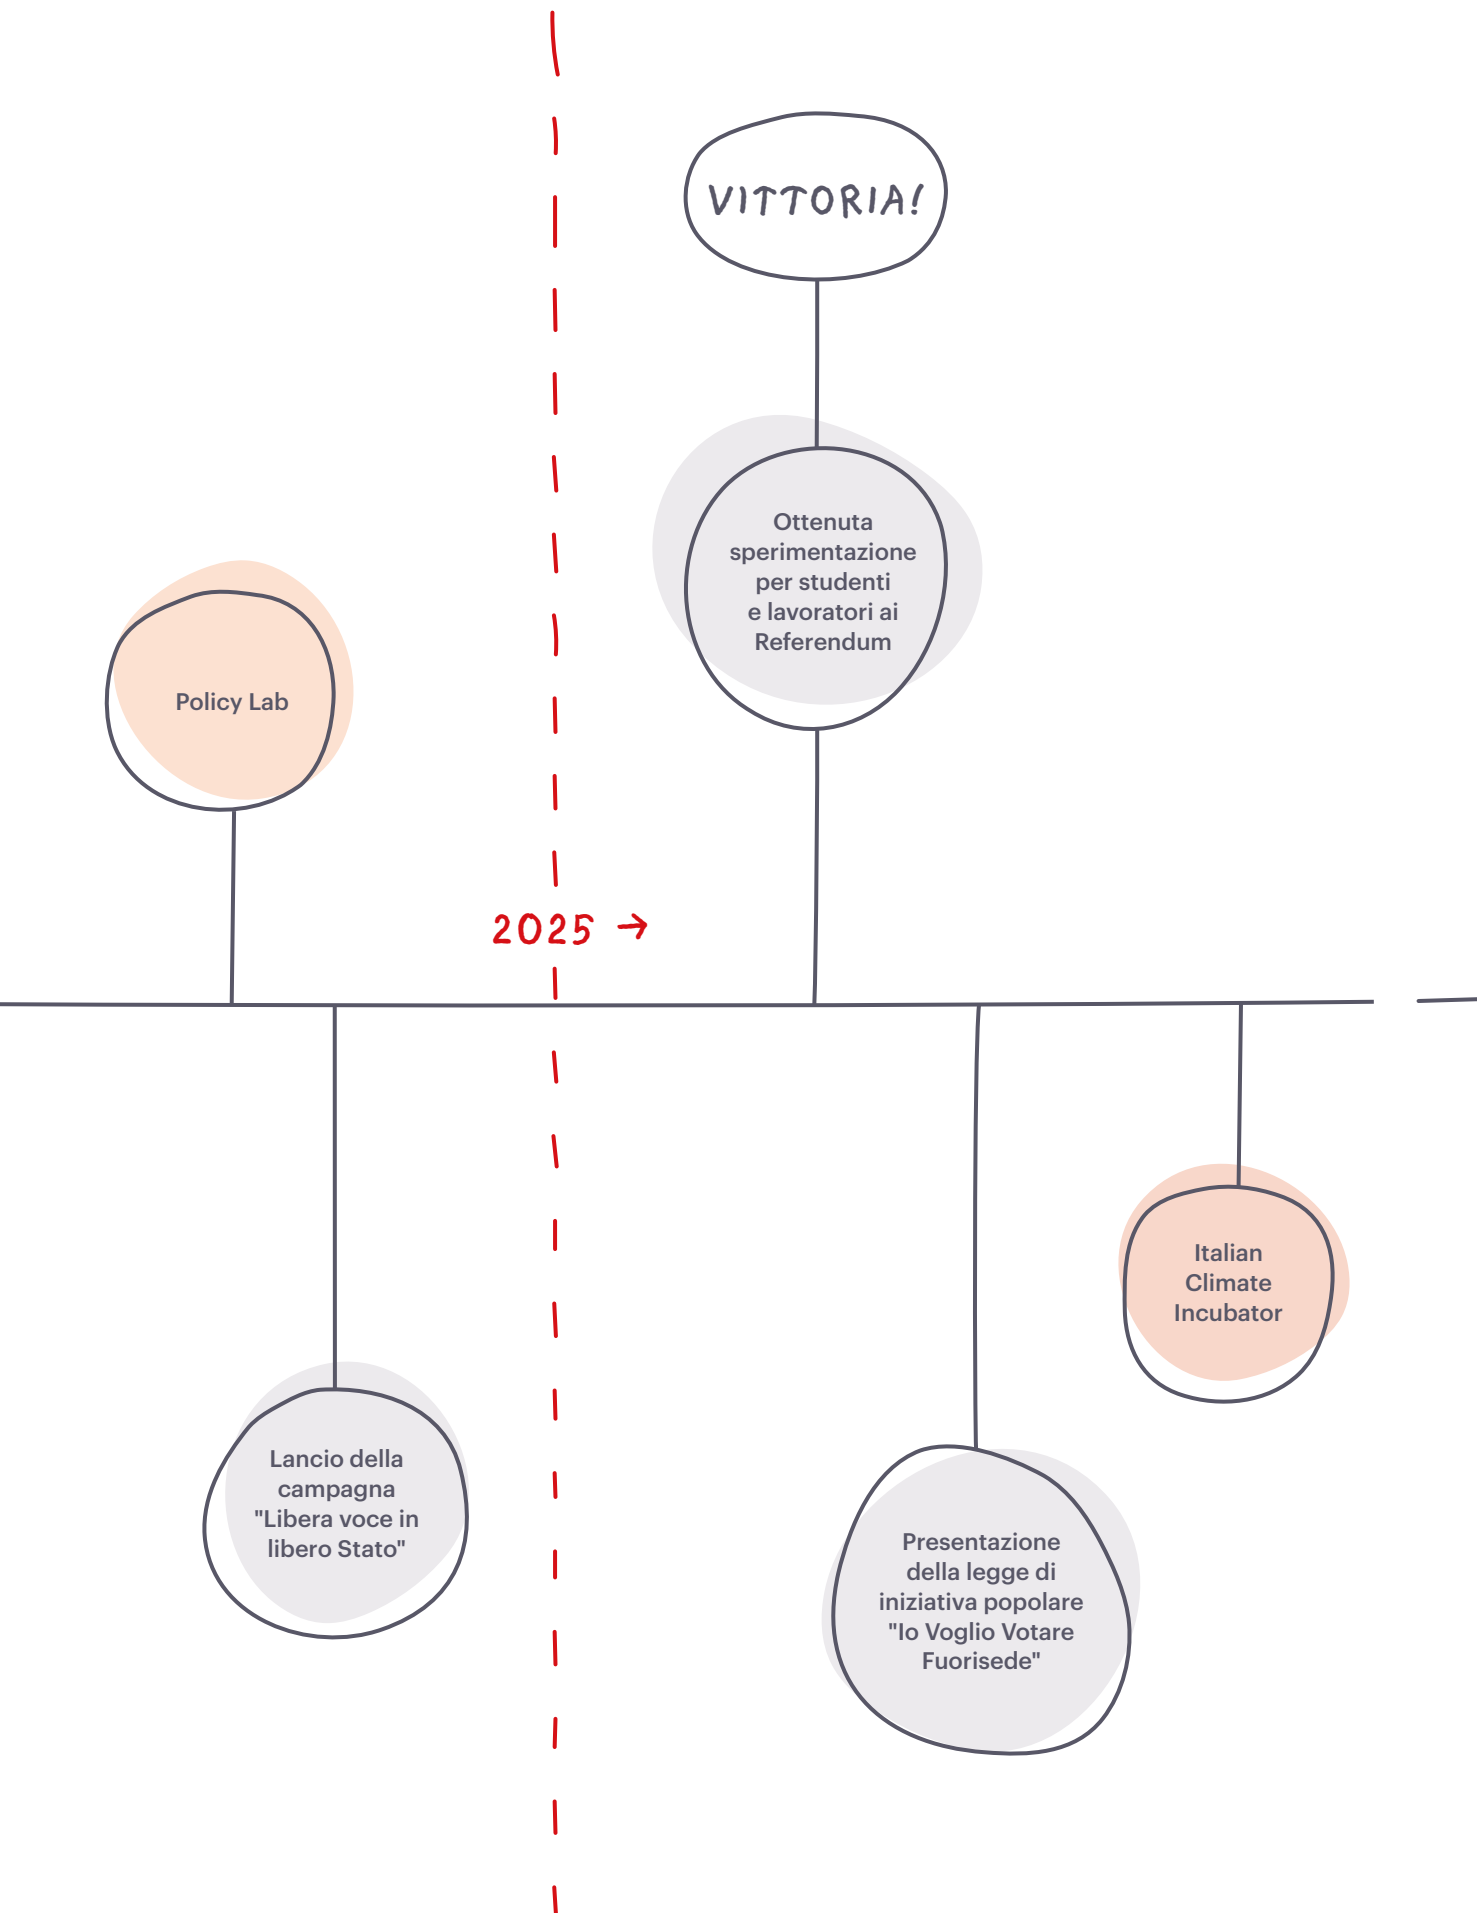 VITTORIA!
Ottenuta
sperimentazione
per studenti
e lavoratori ai
Referendum
Policy Lab
2025 →
Italian
Climate
Incubator
Lancio della
campagna
"Libera voce in
libero Stato"
Presentazione
della legge di
iniziativa popolare
"Io Voglio Votare
Fuorisede"